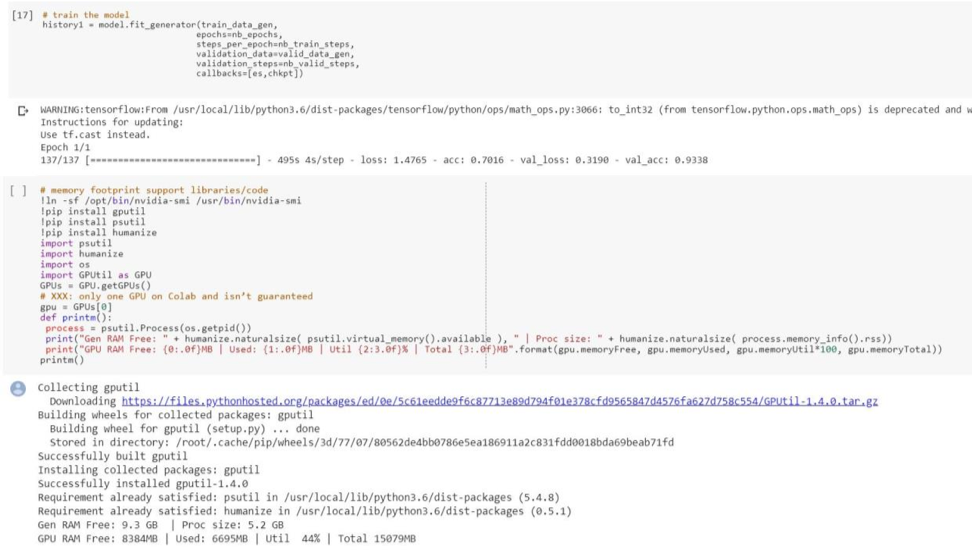 [17] # train the model
history1 = model.fit_generator(train_data_gen,
epochs=nb_epochs,
steps_per_epoch=nb_train_steps,
validation_data=valid_data_gen,
validation_steps=nb_valid_steps,
callbacks=[es,chkpt])
WARNING:tensorflow:From /usr/local/lib/python3.6/dist-packages/tensorflow/python/ops/math_ops.py:3066: to_int32 (from tensorflow.python.ops.math_ops) is deprecated and w
Instructions for updating:
Use tf.cast instead.
Epoch 1/1
137/137 [==============================] - 495s 4s/step - loss: 1.4765 - acc: 0.7016 - val_loss: 0.3190 - val_acc: 0.9338
[ ] # memory footprint support libraries/code
!ln -sf /opt/bin/nvidia-smi /usr/bin/nvidia-smi
!pip install gputil
!pip install psutil
!pip install humanize
import psutil
import humanize
import os
import GPUtil as GPU
GPUs = GPU.getGPUs()
# XXX: only one GPU on Colab and isn't guaranteed
gpu = GPUs[0]
def printm():
process = psutil.Process(os.getpid())
print("Gen RAM Free: " + humanize.naturalsize( psutil.virtual_memory().available ), " | Proc size: " + humanize.naturalsize( process.memory_info().rss))
print("GPU RAM Free: {0:.0f}MB | Used: {1:.0f}MB | Util {2:3.0f}% | Total {3:.0f}MB".format(gpu.memoryFree, gpu.memoryUsed, gpu.memoryUtil*100, gpu.memoryTotal))
printm()
Collecting gputil
Downloading https://files.pythonhosted.org/packages/ed/0e/5c61eedde9f6c87713e89d794f01e378cfd9565847d4576fa627d758c554/GPUtil-1.4.0.tar.gz
Building wheels for collected packages: gputil
Building wheel for gputil (setup.py) ... done
Stored in directory: /root/.cache/pip/wheels/3d/77/07/80562de4bb0786e5ea186911a2c831fdd0018bda69beab71fd
Successfully built gputil
Installing collected packages: gputil
Successfully installed gputil-1.4.0
Requirement already satisfied: psutil in /usr/local/lib/python3.6/dist-packages (5.4.8)
Requirement already satisfied: humanize in /usr/local/lib/python3.6/dist-packages (0.5.1)
Gen RAM Free: 9.3 GB | Proc size: 5.2 GB
GPU RAM Free: 8384MB | Used: 6695MB | Util 44% | Total 15079MB